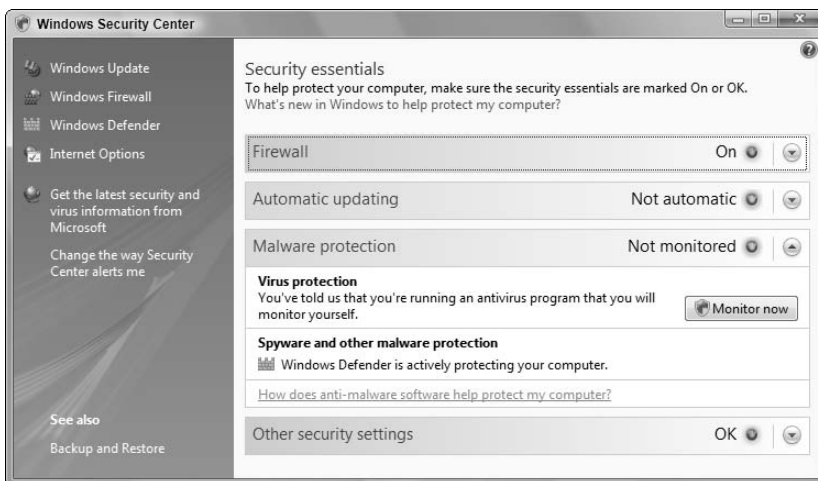 Windows Security Center
Windows Update
Windows Firewall
Windows Defender
Internet Options
Get the latest security and
virus information from
Microsoft
Change the way Security
Center alerts me
See also
Backup and Restore
Security essentials
To help protect your computer, make sure the security essentials are marked On or OK.
What's new in Windows to help protect my computer?
Firewall On
Automatic updating Not automatic
Malware protection Not monitored
Virus protection
You've told us that you're running an antivirus program that you will
monitor yourself.
Monitor now
Spyware and other malware protection
Windows Defender is actively protecting your computer.
How does anti-malware software help protect my computer?
Other security settings OK